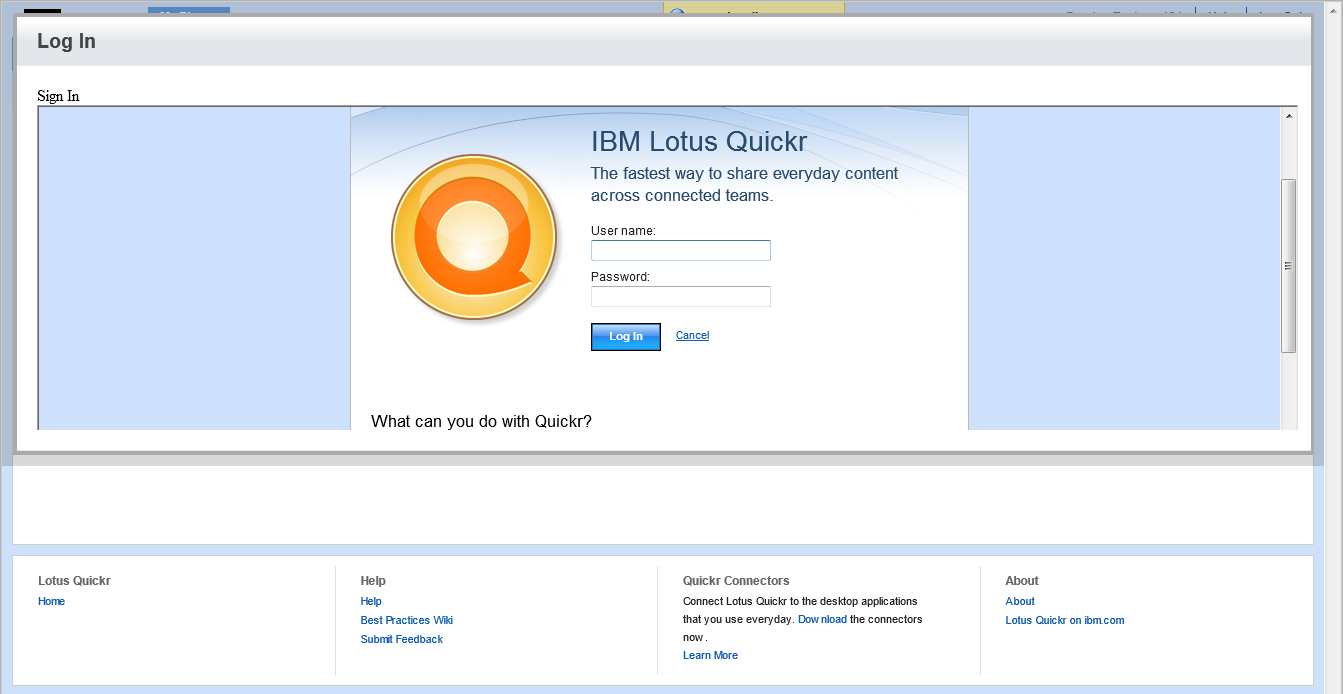 Log In
Sign In
IBM Lotus Quickr
The fastest way to share everyday content
across connected teams.
User name:
Password:
Log In Cancel
What can you do with Quickr?
Lotus Quickr
Home
Help
Help
Best Practices Wiki
Submit Feedback
Quickr Connectors
Connect Lotus Quickr to the desktop applications
that you use everyday. Download the connectors
now.
Learn More
About
About
Lotus Quickr on ibm.com